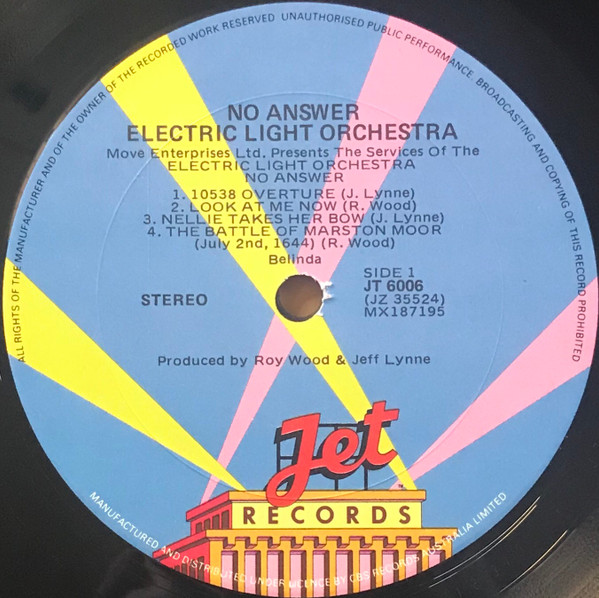 ALL RIGHTS OF THE MANUFACTURER AND OF THE OWNER OF THE RECORDED WORK RESERVED UNAUTHORISED PUBLIC PERFORMANCE. BROADCASTING AND COPYING OF THIS RECORD PROHIBITED
NO ANSWER
ELECTRIC LIGHT ORCHESTRA
Move Enterprises Ltd. Presents The Services Of The
ELECTRIC LIGHT ORCHESTRA
NO ANSWER
1. 10538 OVERTURE (J. Lynne)
2. LOOK AT ME NOW (R. Wood)
3. NELLIE TAKES HER BOW (J. Lynne)
4. THE BATTLE OF MARSTON MOOR
(July 2nd, 1644) (R. Wood)
Belinda
STEREO
SIDE 1
JT 6006
(JZ 35524)
MX187195
Produced by Roy Wood & Jeff Lynne
Jet
RECORDS
MANUFACTURED AND DISTRIBUTED UNDER LICENCE BY CBS RECORDS AUSTRALIA LIMITED